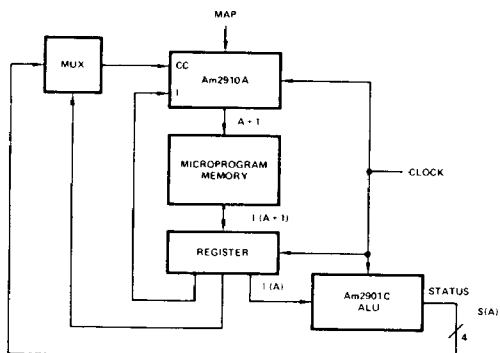 MAP
MUX
CC
Am2910A
I
A + 1
MICROPROGRAM
MEMORY
CLOCK
I (A + 1)
REGISTER
I (A)
Am2901C
ALU
STATUS
S(A)
4